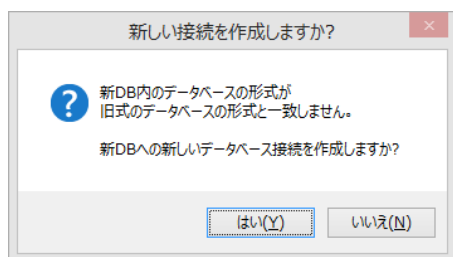 新しい接続を作成しますか?
新DB内のデータベースの形式が
旧式のデータベースの形式と一致しません。
新DBへの新しいデータベース接続を作成しますか?
はい(Y)
いいえ(N)